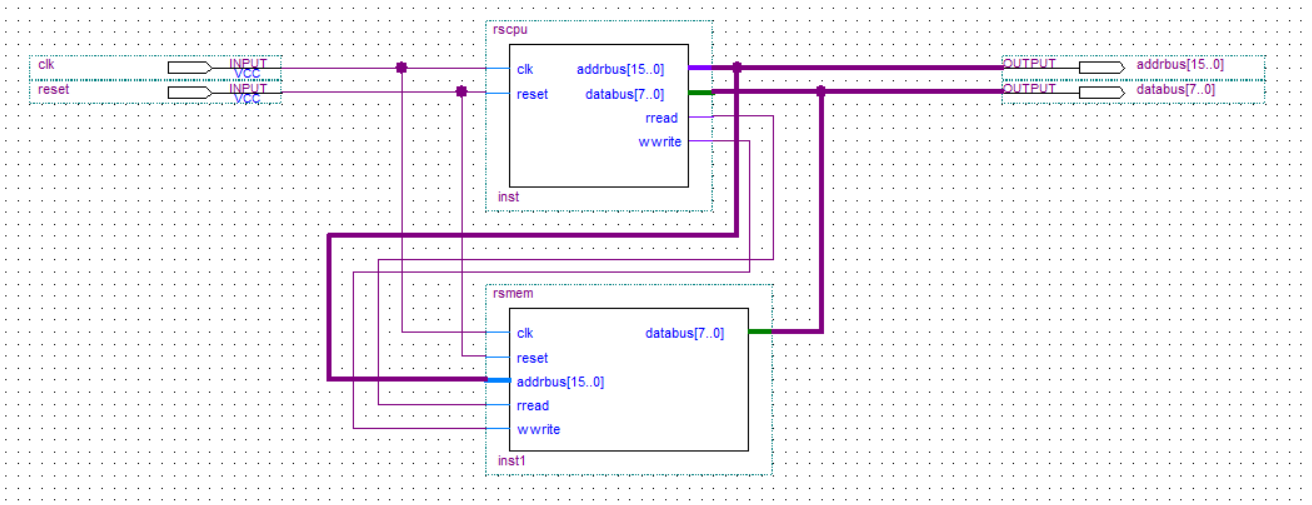 rscpu
clk INPUT VCC
reset INPUT VCC
clk addrbus[15..0]
reset databus[7..0]
rread
wwrite
inst
OUTPUT addrbus[15..0]
OUTPUT databus[7..0]
rsmem
clk databus[7..0]
reset
addrbus[15..0]
rread
wwrite
inst1